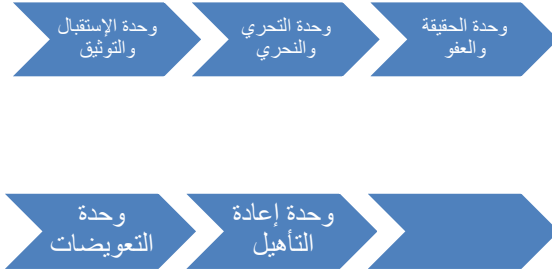 وحدة الإستقبال
والتوثيق
وحدة التحري
والنحري
وحدة الحقيقة
والعفو
وحدة
التعويضات
وحدة إعادة
التأهيل